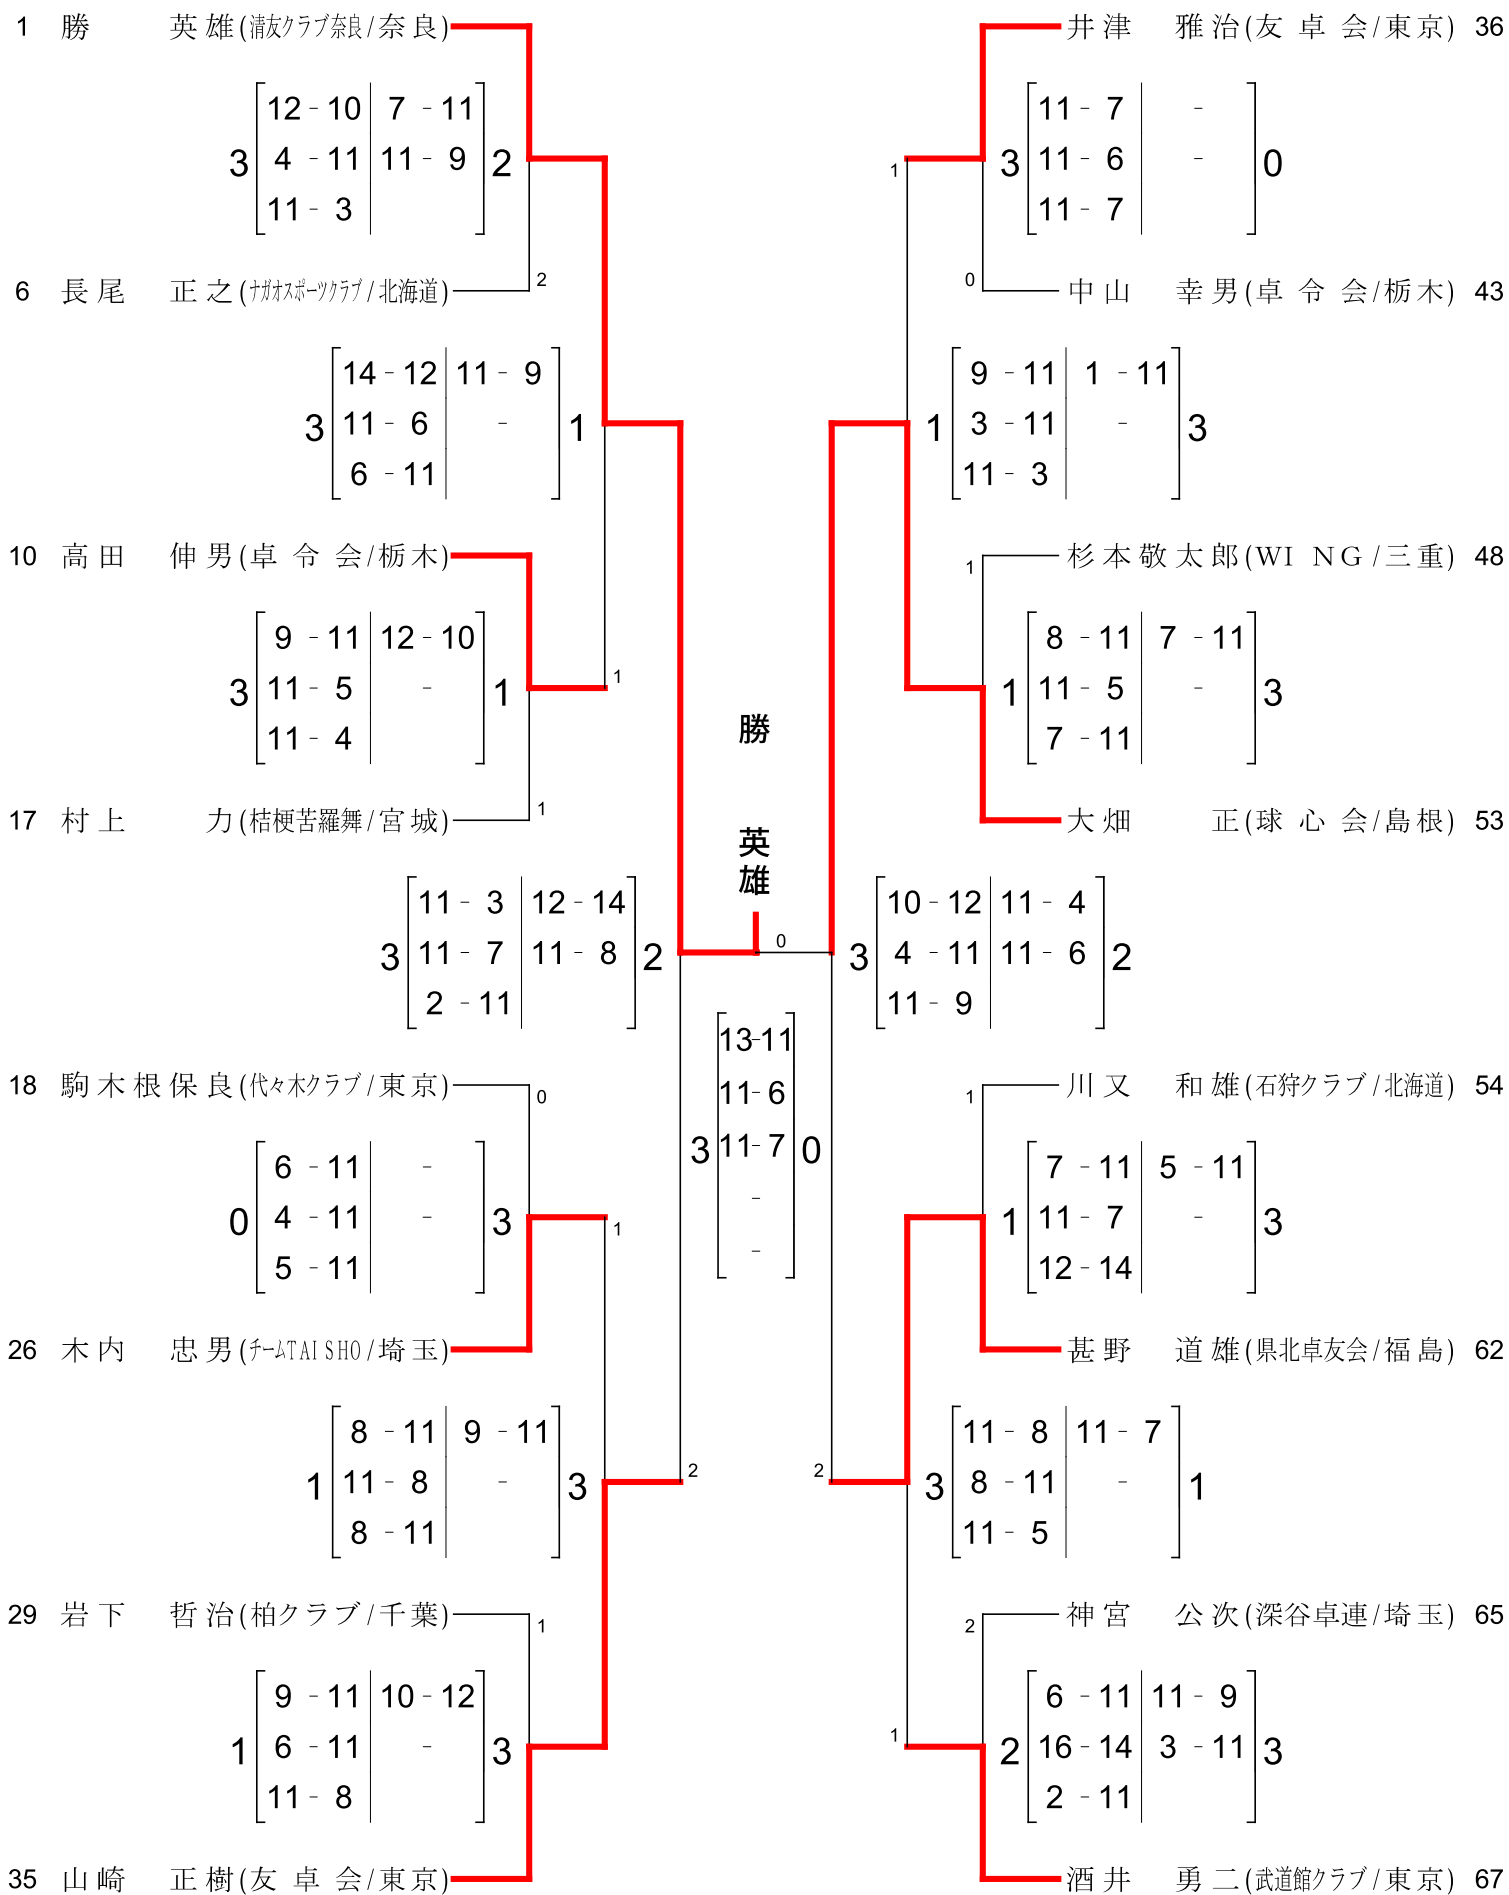 1 勝 英雄(清友クラブ奈良/奈良)
井津 雅治(友卓会/東京) 36
12-10 7-11
3 4-11 11-9 2
11-3
11-7 -
3 11-6 - 0
11-7
1
2
0
6 長尾 正之(ナガオスポーツクラブ/北海道)
中山 幸男(卓令会/栃木) 43
14-12 11-9
3 11-6 - 1
6-11
9-11 1-11
1 3-11 - 3
11-3
10 高田 伸男(卓令会/栃木)
1
杉本敬太郎(WING/三重) 48
9-11 12-10
3 11-5 - 1
11-4
1
8-11 7-11
1 11-5 - 3
7-11
勝 英雄
17 村上 力(桔梗苦羅舞/宮城)
1
大畑 正(球心会/島根) 53
11-3 12-14
3 11-7 11-8 2
2-11
0
10-12 11-4
3 4-11 11-6 2
11-9
13-11
11-6
3 11-7 0
-
-
18 駒木根保良(代々木クラブ/東京)
0
1
川又 和雄(石狩クラブ/北海道) 54
6-11 -
0 4-11 - 3
5-11
1
7-11 5-11
1 11-7 - 3
12-14
26 木内 忠男(チームTAISHO/埼玉)
甚野 道雄(県北卓友会/福島) 62
8-11 9-11
1 11-8 - 3
8-11
2
2
11-8 11-7
3 8-11 - 1
11-5
29 岩下 哲治(柏クラブ/千葉)
1
2
神宮 公次(深谷卓連/埼玉) 65
9-11 10-12
1 6-11 - 3
11-8
1
6-11 11-9
2 16-14 3-11 3
2-11
35 山崎 正樹(友卓会/東京)
酒井 勇二(武道館クラブ/東京) 67